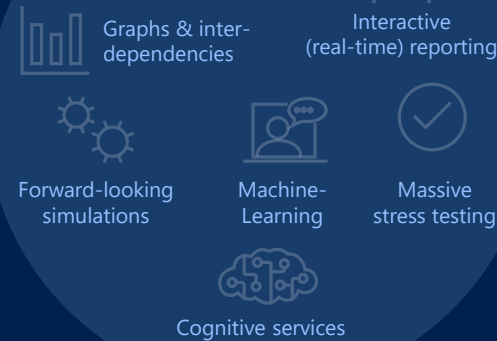 Graphs & inter-
dependencies
Interactive
(real-time) reporting
Forward-looking
simulations
Machine-
Learning
Massive
stress testing
Cognitive services